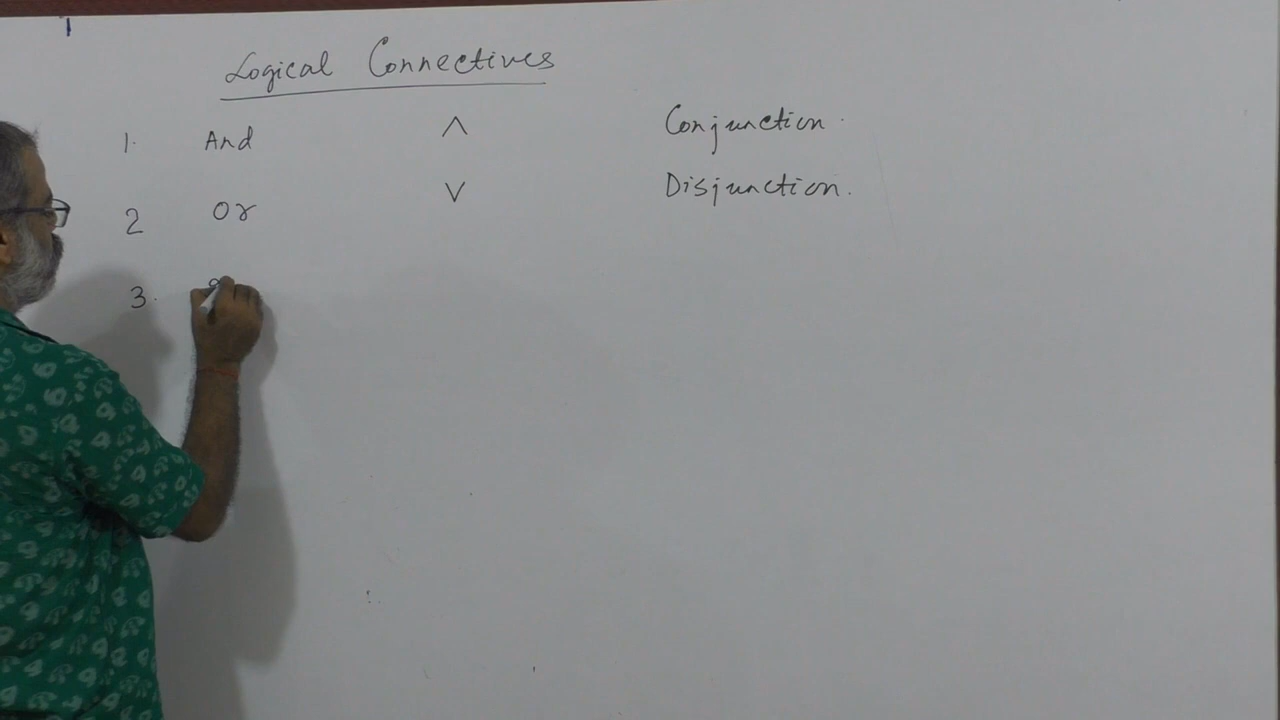 Logical Connectives
1. And ∧ Conjunction.
2 Or ∨ Disjunction.
3.